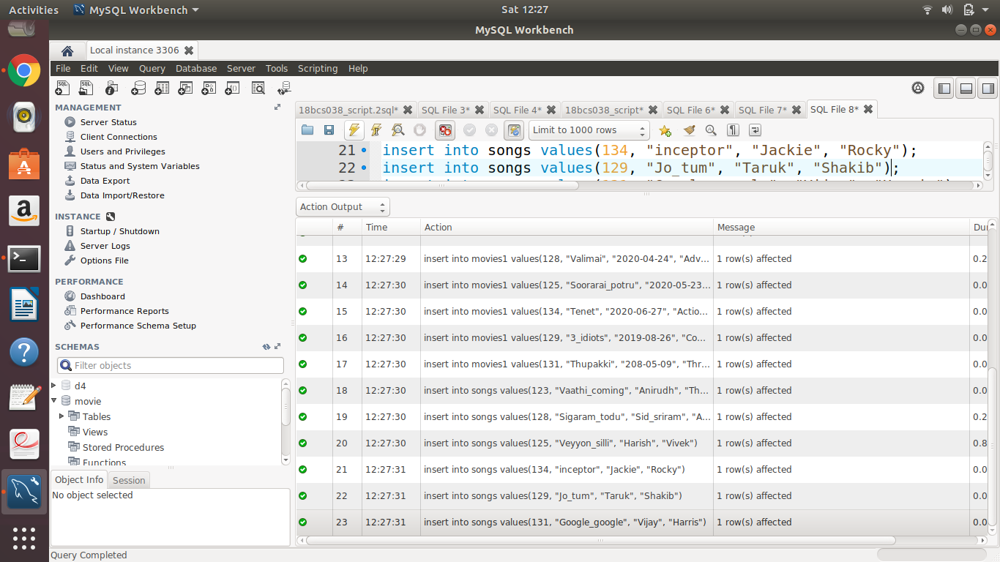 Activities MySQL Workbench Sat 12:27
MySQL Workbench
Local instance 3306
File Edit View Query Database Server Tools Scripting Help
MANAGEMENT
Server Status
Client Connections
Users and Privileges
Status and System Variables
Data Export
Data Import/Restore
INSTANCE
Startup / Shutdown
Server Logs
Options File
PERFORMANCE
Dashboard
Performance Reports
Performance Schema Setup
SCHEMAS
Filter objects
d4
movie
Tables
Views
Stored Procedures
Functions
Object Info Session
No object selected
18bcs038_script.2sql* SQL File 3* SQL File 4* 18bcs038_script* SQL File 6* SQL File 7* SQL File 8*
Limit to 1000 rows
21 insert into songs values(134, "inceptor", "Jackie", "Rocky");
22 insert into songs values(129, "Jo_tum", "Taruk", "Shakib");
Action Output
# Time Action Message Dur
13 12:27:29 insert into movies1 values(128, "Valimai", "2020-04-24", "Adv... 1 row(s) affected 0.2
14 12:27:30 insert into movies1 values(125, "Soorarai_potru", "2020-05-23... 1 row(s) affected 0.0
15 12:27:30 insert into movies1 values(134, "Tenet", "2020-06-27", "Actio... 1 row(s) affected 0.0
16 12:27:30 insert into movies1 values(129, "3_idiots", "2019-08-26", "Co... 1 row(s) affected 0.0
17 12:27:30 insert into movies1 values(131, "Thupakki", "208-05-09", "Thr... 1 row(s) affected 0.0
18 12:27:30 insert into songs values(123, "Vaathi_coming", "Anirudh", "Th... 1 row(s) affected 0.0
19 12:27:30 insert into songs values(128, "Sigaram_todu", "Sid_sriram", "A... 1 row(s) affected 0.2
20 12:27:30 insert into songs values(125, "Veyyon_silli", "Harish", "Vivek") 1 row(s) affected 0.8
21 12:27:31 insert into songs values(134, "inceptor", "Jackie", "Rocky") 1 row(s) affected 0.0
22 12:27:31 insert into songs values(129, "Jo_tum", "Taruk", "Shakib") 1 row(s) affected 0.0
23 12:27:31 insert into songs values(131, "Google_google", "Vijay", "Harris") 1 row(s) affected 0.0
Query Completed